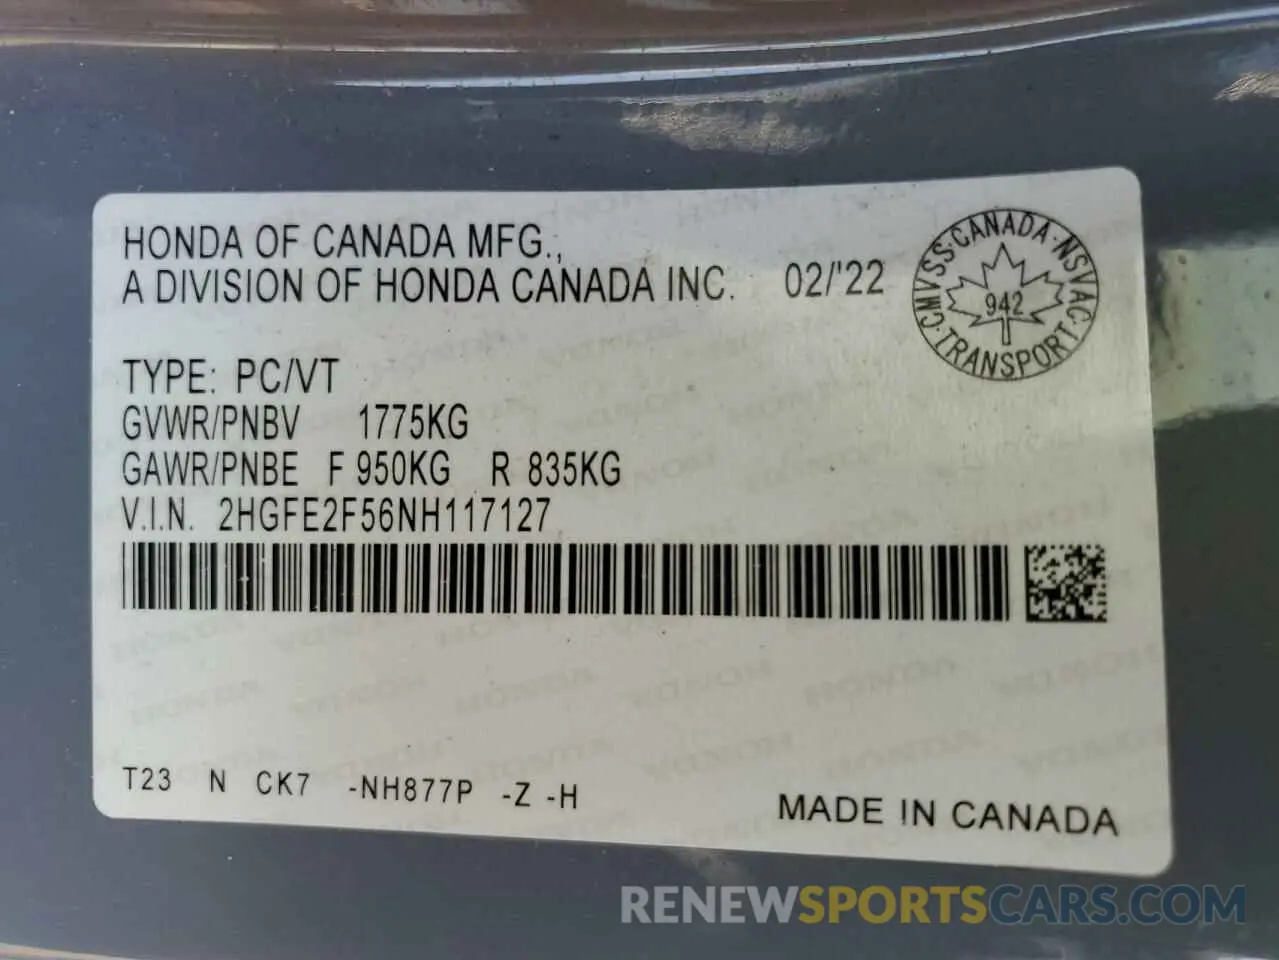 HONDA OF CANADA MFG.,
A DIVISION OF HONDA CANADA INC. 02/'22
CMVSS·CANADA·NSVAC·TRANSPORT
942
TYPE: PC/VT
GVWR/PNBV 1775KG
GAWR/PNBE F 950KG R 835KG
V.I.N. 2HGFE2F56NH117127
T23 N CK7 -NH877P -Z -H
MADE IN CANADA
RENEWSPORTSCARS.COM